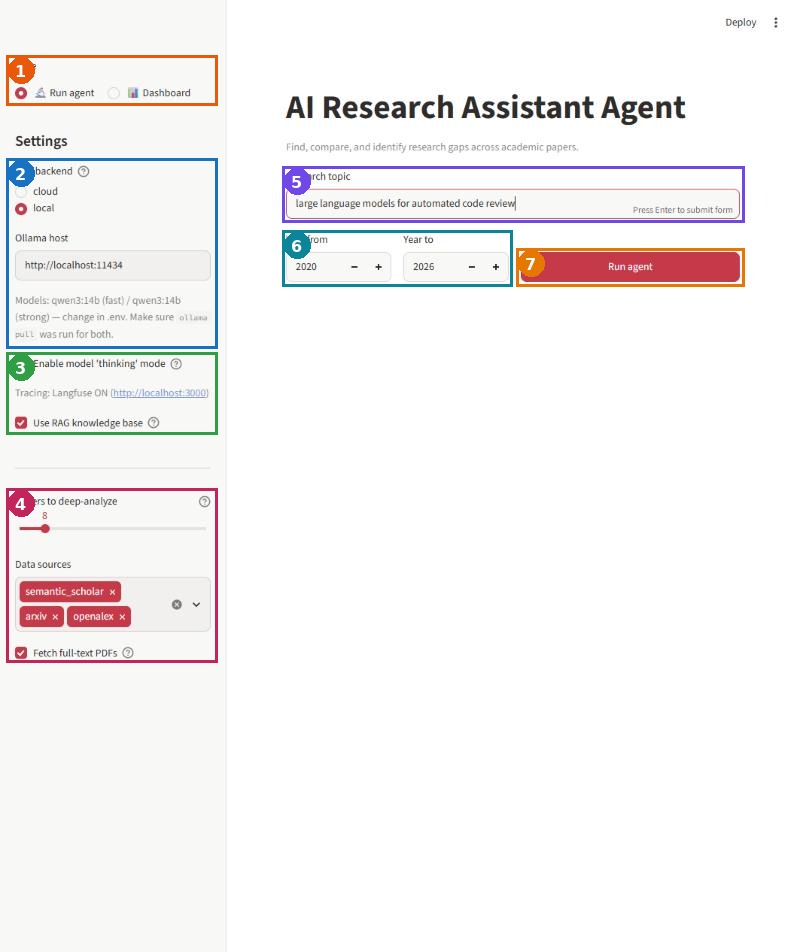 Deploy
1
Run agent Dashboard
Settings
2 backend
cloud
local
Ollama host
http://localhost:11434
Models: qwen3:14b (fast) / qwen3:14b
(strong) — change in .env. Make sure ollama
pull was run for both.
3 Enable model 'thinking' mode
Tracing: Langfuse ON (http://localhost:3000)
Use RAG knowledge base
4 to deep-analyze
8
Data sources
semantic_scholar ×
arxiv × openalex ×
Fetch full-text PDFs
AI Research Assistant Agent
Find, compare, and identify research gaps across academic papers.
5 topic
large language models for automated code review
Press Enter to submit form
6 from Year to
2020 − + 2026 − +
7 Run agent